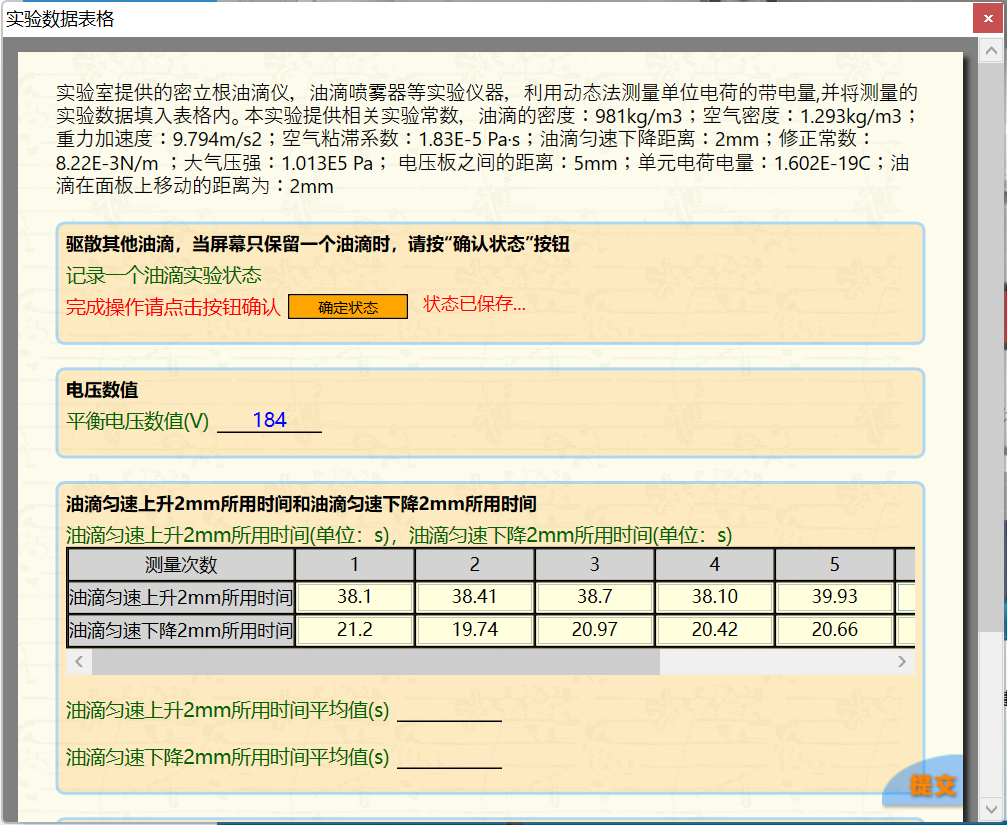 实验数据表格
实验室提供的密立根油滴仪，油滴喷雾器等实验仪器，利用动态法测量单位电荷的带电量,并将测量的
实验数据填入表格内。本实验提供相关实验常数，油滴的密度：981kg/m3；空气密度：1.293kg/m3；
重力加速度：9.794m/s2；空气粘滞系数：1.83E-5 Pa·s；油滴匀速下降距离：2mm；修正常数：
8.22E-3N/m ；大气压强：1.013E5 Pa； 电压板之间的距离：5mm；单元电荷电量：1.602E-19C；油
滴在面板上移动的距离为：2mm
驱散其他油滴，当屏幕只保留一个油滴时，请按“确认状态”按钮
记录一个油滴实验状态
完成操作请点击按钮确认 确定状态 状态已保存...
电压数值
平衡电压数值(V) 184
油滴匀速上升2mm所用时间和油滴匀速下降2mm所用时间
油滴匀速上升2mm所用时间(单位：s)，油滴匀速下降2mm所用时间(单位：s)
测量次数 1 2 3 4 5
油滴匀速上升2mm所用时间 38.1 38.41 38.7 38.10 39.93
油滴匀速下降2mm所用时间 21.2 19.74 20.97 20.42 20.66
油滴匀速上升2mm所用时间平均值(s)
油滴匀速下降2mm所用时间平均值(s)
提交